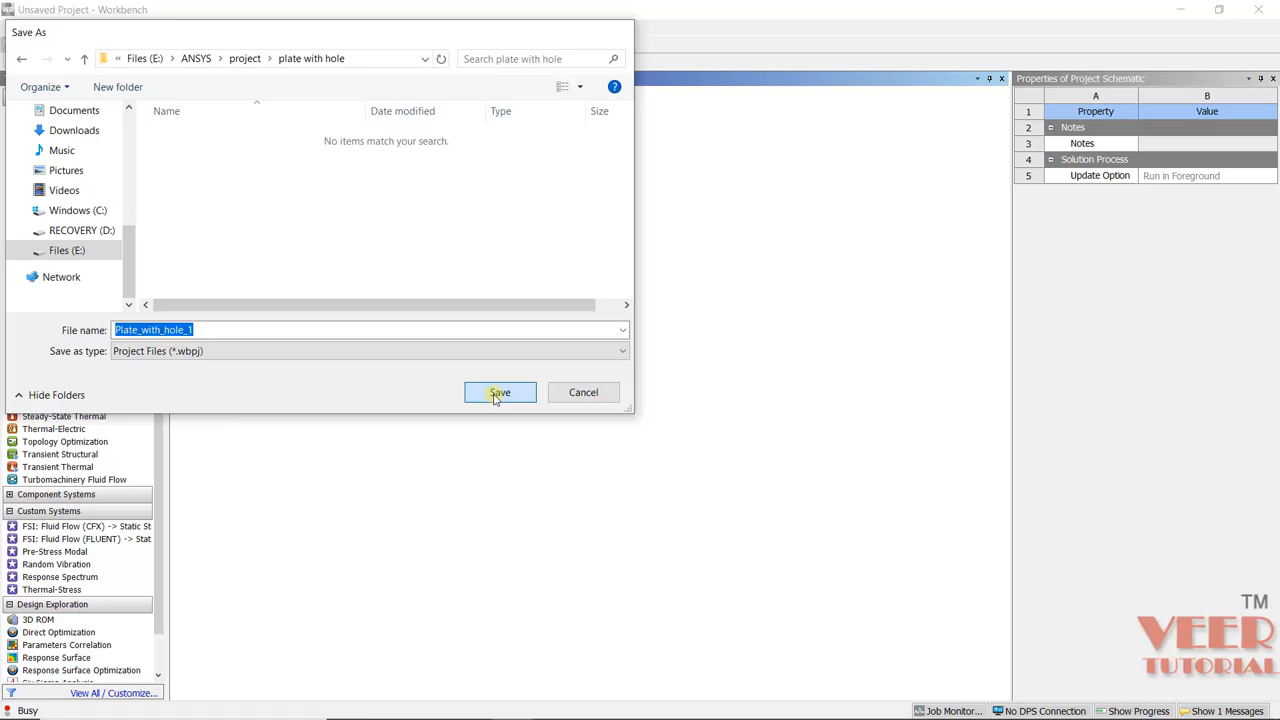 Unsaved Project - Workbench
Save As
« Files (E:) › ANSYS › project › plate with hole
Search plate with hole
Organize
New folder
Properties of Project Schematic
Documents
Downloads
Music
Pictures
Videos
Windows (C:)
RECOVERY (D:)
Files (E:)
Network
Name Date modified Type Size
No items match your search.
A B
1 Property Value
2 Notes
3 Notes
4 Solution Process
5 Update Option Run in Foreground
File name: Plate_with_hole_1
Save as type: Project Files (*.wbpj)
Hide Folders
Save
Cancel
Steady-State Thermal
Thermal-Electric
Topology Optimization
Transient Structural
Transient Thermal
Turbomachinery Fluid Flow
Component Systems
Custom Systems
FSI: Fluid Flow (CFX) -> Static St
FSI: Fluid Flow (FLUENT) -> Stat
Pre-Stress Modal
Random Vibration
Response Spectrum
Thermal-Stress
Design Exploration
3D ROM
Direct Optimization
Parameters Correlation
Response Surface
Response Surface Optimization
View All / Customize...
TM
VEER
TUTORIAL
Busy
Job Monitor... No DPS Connection Show Progress Show 1 Messages